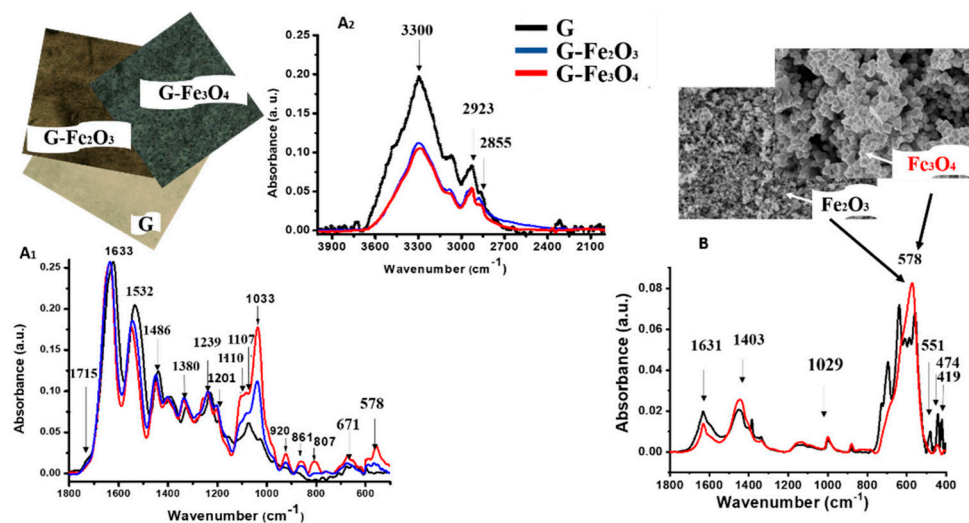 G-Fe₃O₄
G-Fe₂O₃
G
A2
3300
2923
2855
Absorbance (a. u.)
0.20
0.15
0.10
0.05
0.00
3900 3600 3300 3000 2700 2400 2100
Wavenumber (cm⁻¹)
G
G-Fe₂O₃
G-Fe₃O₄
Fe₃O₄
Fe₂O₃
A1
1633
1532
1486
1715
1380
1239
1201
1110
1107
1033
920
861
807
671
578
Absorbance (a.u.)
0.25
0.20
0.15
0.10
0.05
0.00
1800 1600 1400 1200 1000 800 600
Wavenumber (cm⁻¹)
B
578
1631
1403
1029
551
474
419
Absorbance (a.u.)
0.08
0.06
0.04
0.02
0.00
1800 1600 1400 1200 1000 800 600 400
Wavenumber (cm⁻¹)